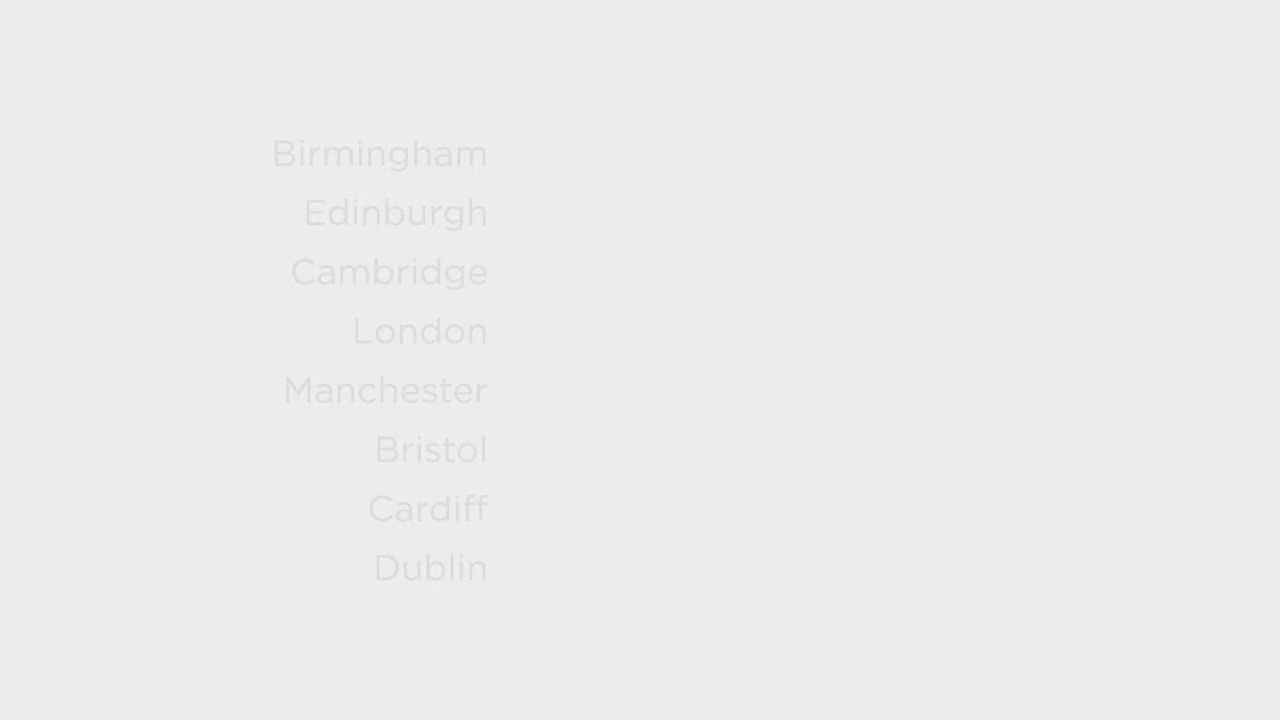 Birmingham
Edinburgh
Cambridge
London
Manchester
Bristol
Cardiff
Dublin